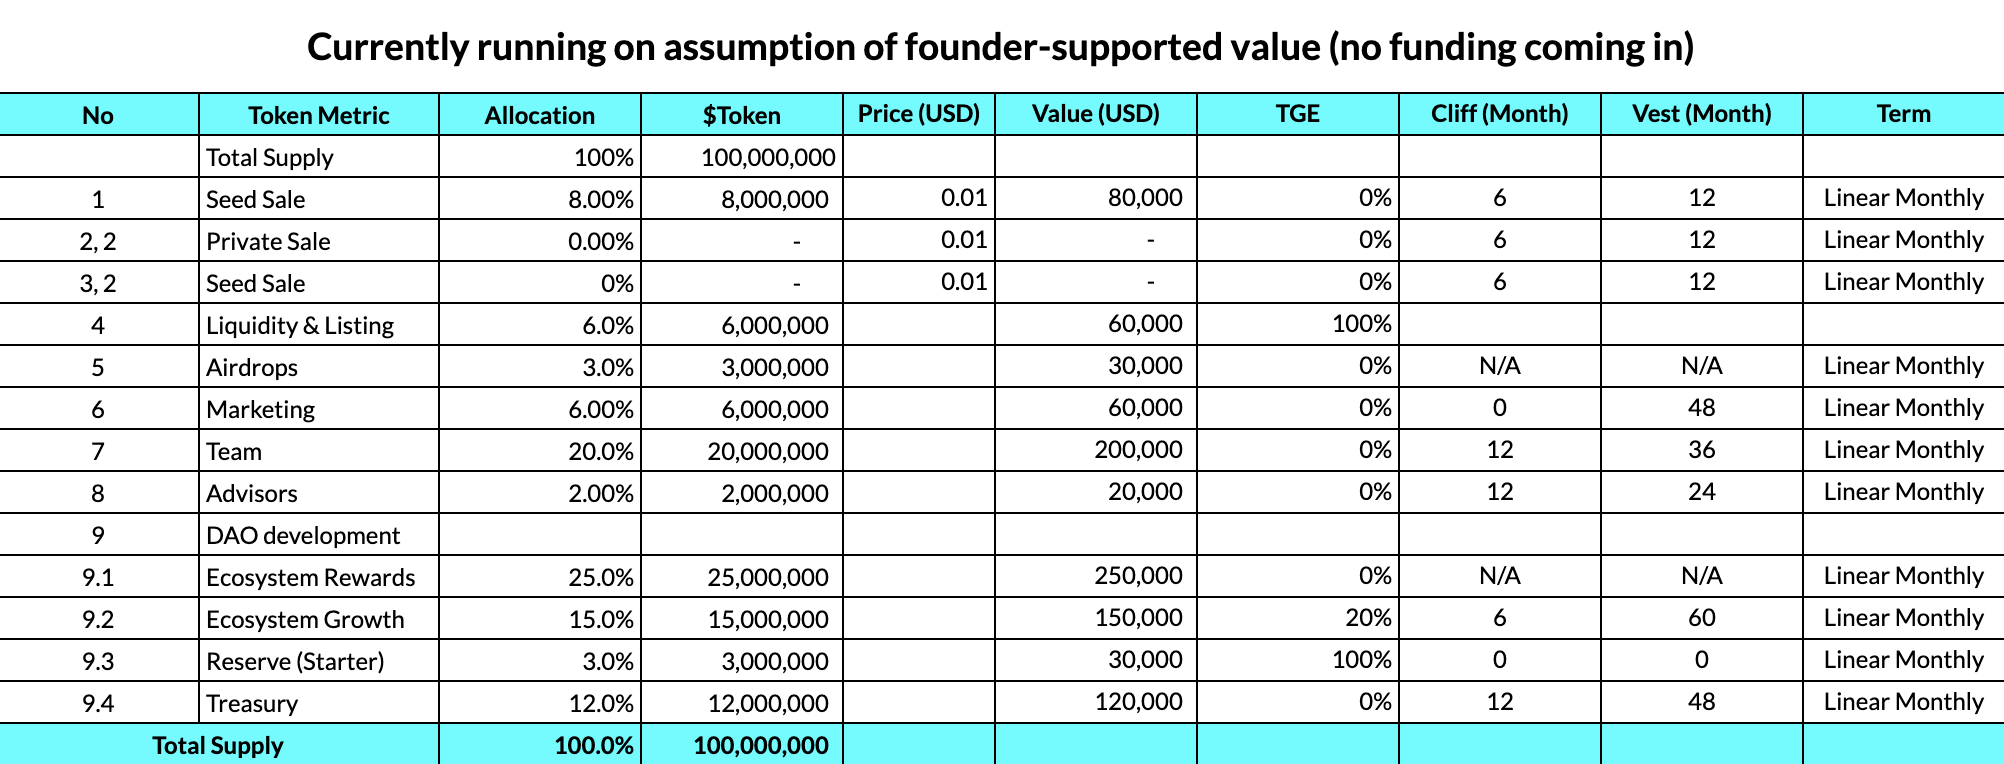 Currently running on assumption of founder-supported value (no funding coming in)
No Token Metric Allocation $Token Price (USD) Value (USD) TGE Cliff (Month) Vest (Month) Term
Total Supply 100% 100,000,000
1 Seed Sale 8.00% 8,000,000 0.01 80,000 0% 6 12 Linear Monthly
2, 2 Private Sale 0.00% - 0.01 - 0% 6 12 Linear Monthly
3, 2 Seed Sale 0% - 0.01 - 0% 6 12 Linear Monthly
4 Liquidity & Listing 6.0% 6,000,000 60,000 100%
5 Airdrops 3.0% 3,000,000 30,000 0% N/A N/A Linear Monthly
6 Marketing 6.00% 6,000,000 60,000 0% 0 48 Linear Monthly
7 Team 20.0% 20,000,000 200,000 0% 12 36 Linear Monthly
8 Advisors 2.00% 2,000,000 20,000 0% 12 24 Linear Monthly
9 DAO development
9.1 Ecosystem Rewards 25.0% 25,000,000 250,000 0% N/A N/A Linear Monthly
9.2 Ecosystem Growth 15.0% 15,000,000 150,000 20% 6 60 Linear Monthly
9.3 Reserve (Starter) 3.0% 3,000,000 30,000 100% 0 0 Linear Monthly
9.4 Treasury 12.0% 12,000,000 120,000 0% 12 48 Linear Monthly
Total Supply 100.0% 100,000,000